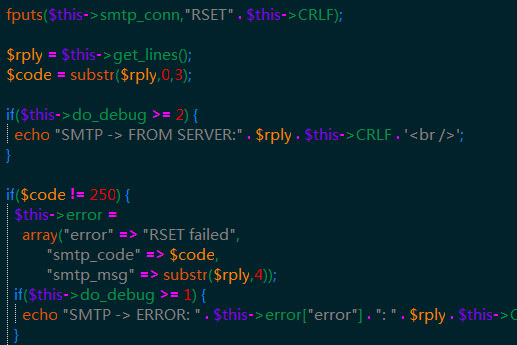 fputs($this->smtp_conn,"RSET" . $this->CRLF);
$rply = $this->get_lines();
$code = substr($rply,0,3);
if($this->do_debug >= 2) {
echo "SMTP -> FROM SERVER:" . $rply . $this->CRLF . '<br />';
}
if($code != 250) {
$this->error =
array("error" => "RSET failed",
"smtp_code" => $code,
"smtp_msg" => substr($rply,4));
if($this->do_debug >= 1) {
echo "SMTP -> ERROR: " . $this->error["error"] . ": " . $rply . $this->C
}